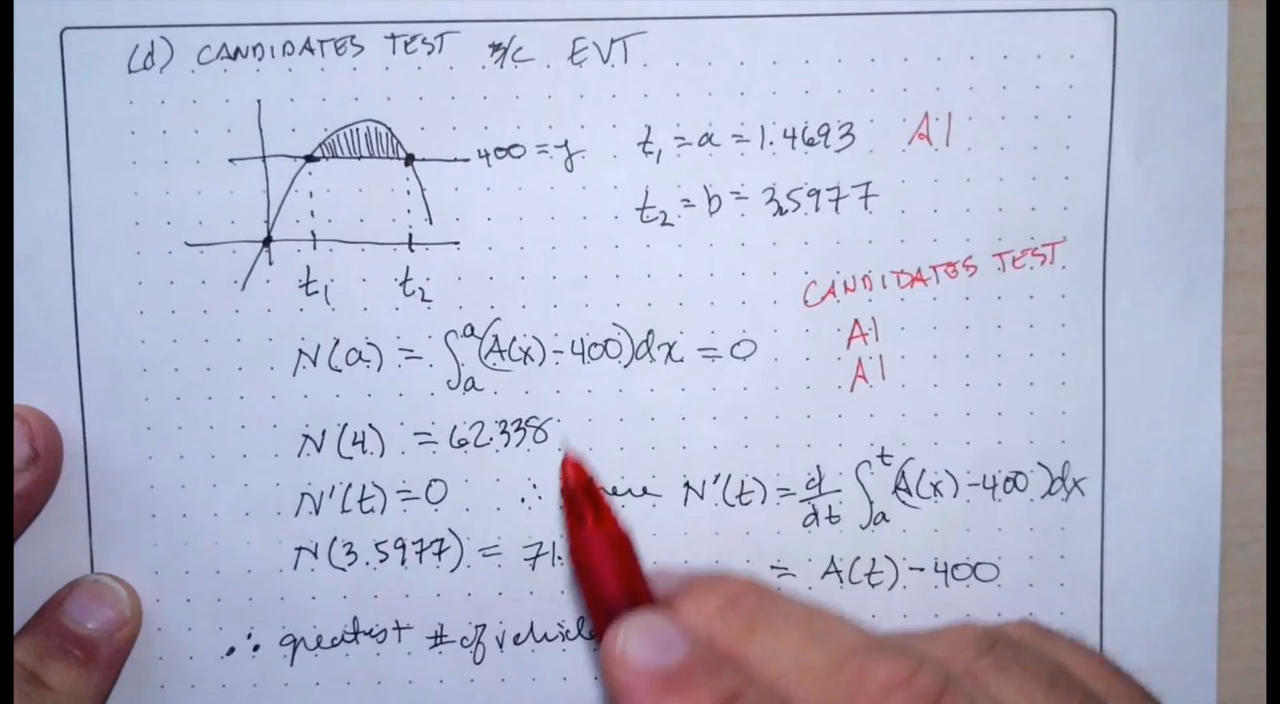 (d) CANDIDATES TEST B/C EVT
400 = y
t₁ = a = 1.4693 A1
t₂ = b = 3.5977
t₁ t₂
CANDIDATES TEST
A1
A1
N(a) = ∫ₐᵃ(A(x)-400)dx = 0
N(4) = 62.338
N'(t) = 0 ∴ N'(t) = d/dt ∫ₐᵗ(A(x)-400)dx
N(3.5977) = 71.
= A(t) - 400
∴ greatest # of